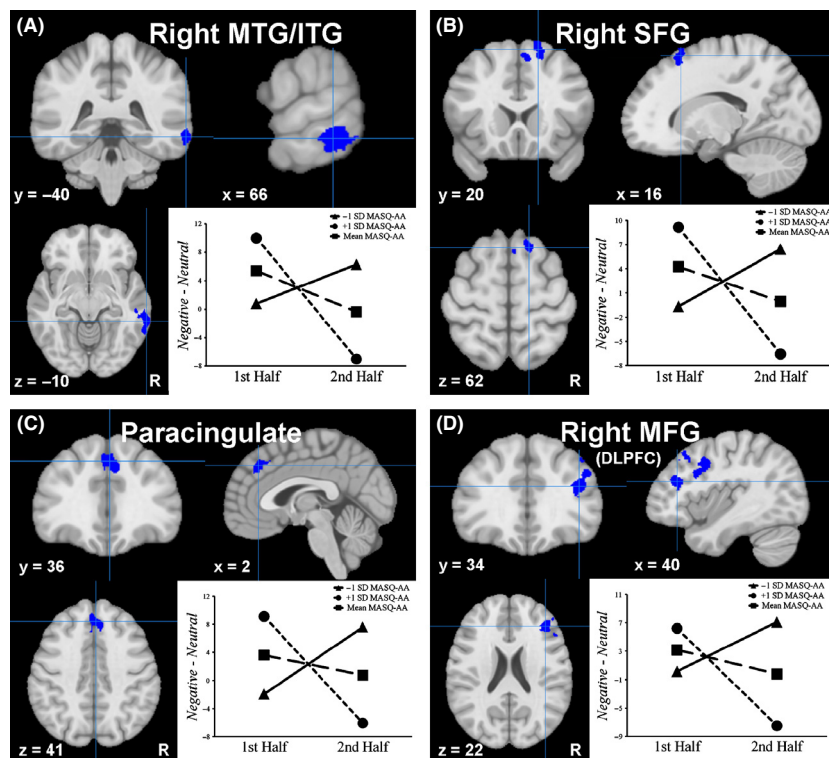 (A) Right MTG/ITG
y = −40
x = 66
z = −10
R
Negative - Neutral
12
8
4
0
−4
−8
−1 SD MASQ-AA
+1 SD MASQ-AA
Mean MASQ-AA
1st Half
2nd Half
(B) Right SFG
y = 20
x = 16
z = 62
R
Negative - Neutral
10
7
4
1
−2
−5
−8
−1 SD MASQ-AA
+1 SD MASQ-AA
Mean MASQ-AA
1st Half
2nd Half
(C) Paracingulate
y = 36
x = 2
z = 41
R
Negative - Neutral
12
8
4
0
−4
−8
−1 SD MASQ-AA
+1 SD MASQ-AA
Mean MASQ-AA
1st Half
2nd Half
(D) Right MFG
(DLPFC)
y = 34
x = 40
z = 22
R
Negative - Neutral
11
7
3
−1
−5
−9
−1 SD MASQ-AA
+1 SD MASQ-AA
Mean MASQ-AA
1st Half
2nd Half